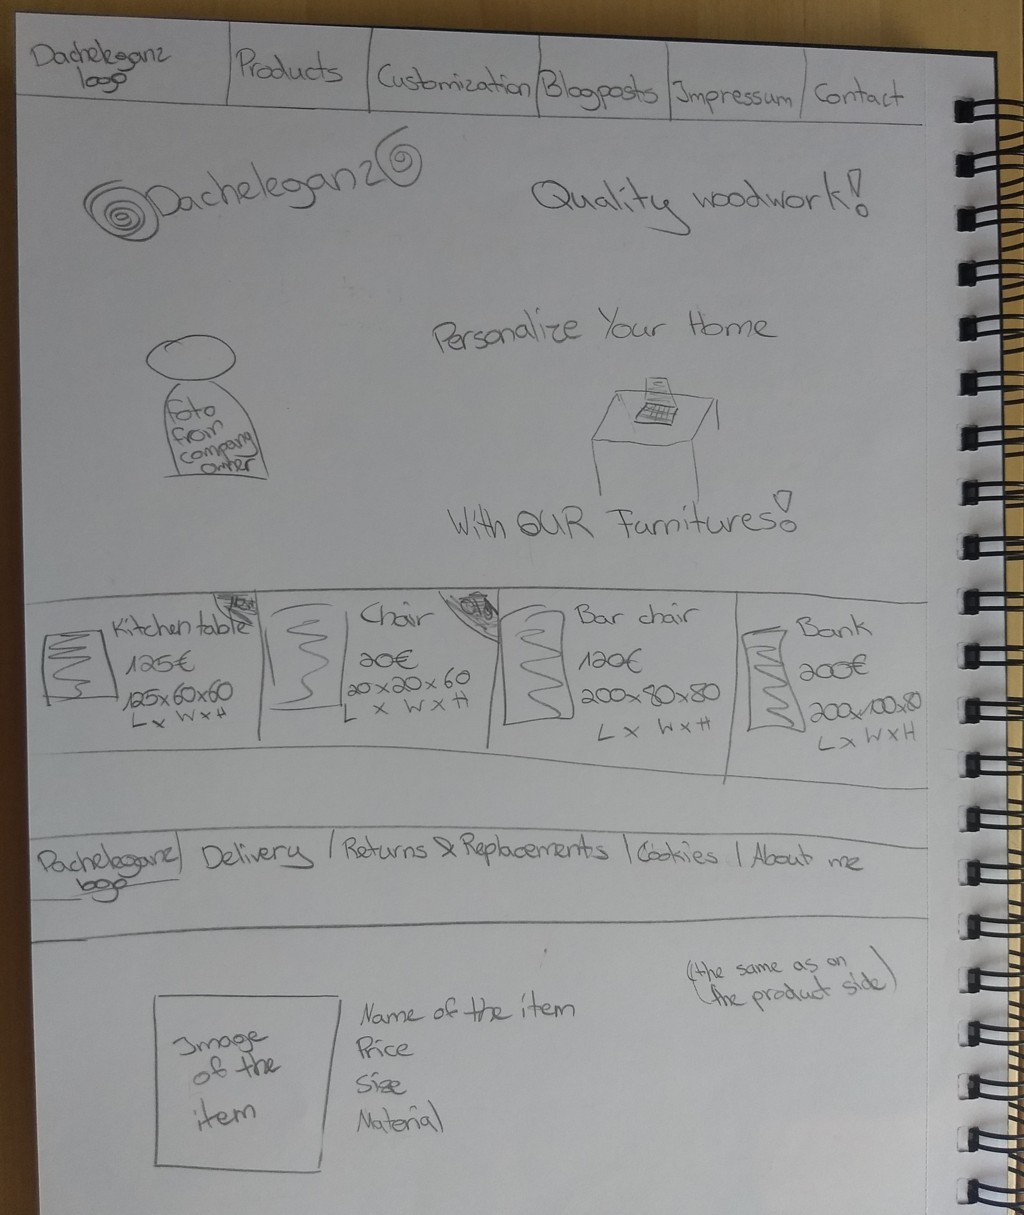 Dacheleganz
logo
Products
Customization
Blogposts
Impressum
Contact
Dacheleganz
Quality woodwork!
Personalize Your Home
Foto
from
company
owner
With OUR Furnitures!
Kitchen table
125€
125x60x60
L x W x H
Chair
20€
20x20x60
L x W x H
Bar chair
120€
200x80x80
L x W x H
Bank
200€
200x100x80
L x W x H
Dacheleganz
logo
| Delivery | Returns & Replacements | Cookies | About me
(the same as on
the product side)
Image
of the
item
Name of the item
Price
Size
Material